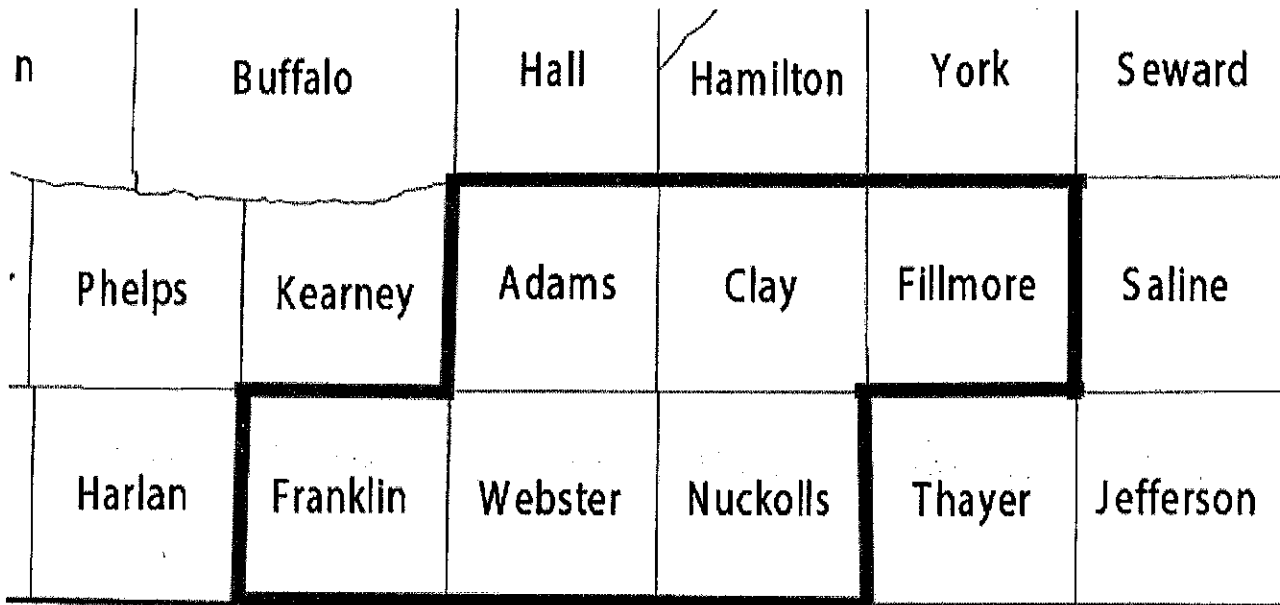 n Buffalo Hall Hamilton York Seward
Phelps Kearney Adams Clay Fillmore Saline
Harlan Franklin Webster Nuckolls Thayer Jefferson